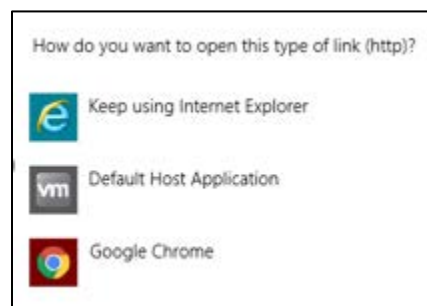 How do you want to open this type of link (http)?
Keep using Internet Explorer
vm
Default Host Application
Google Chrome